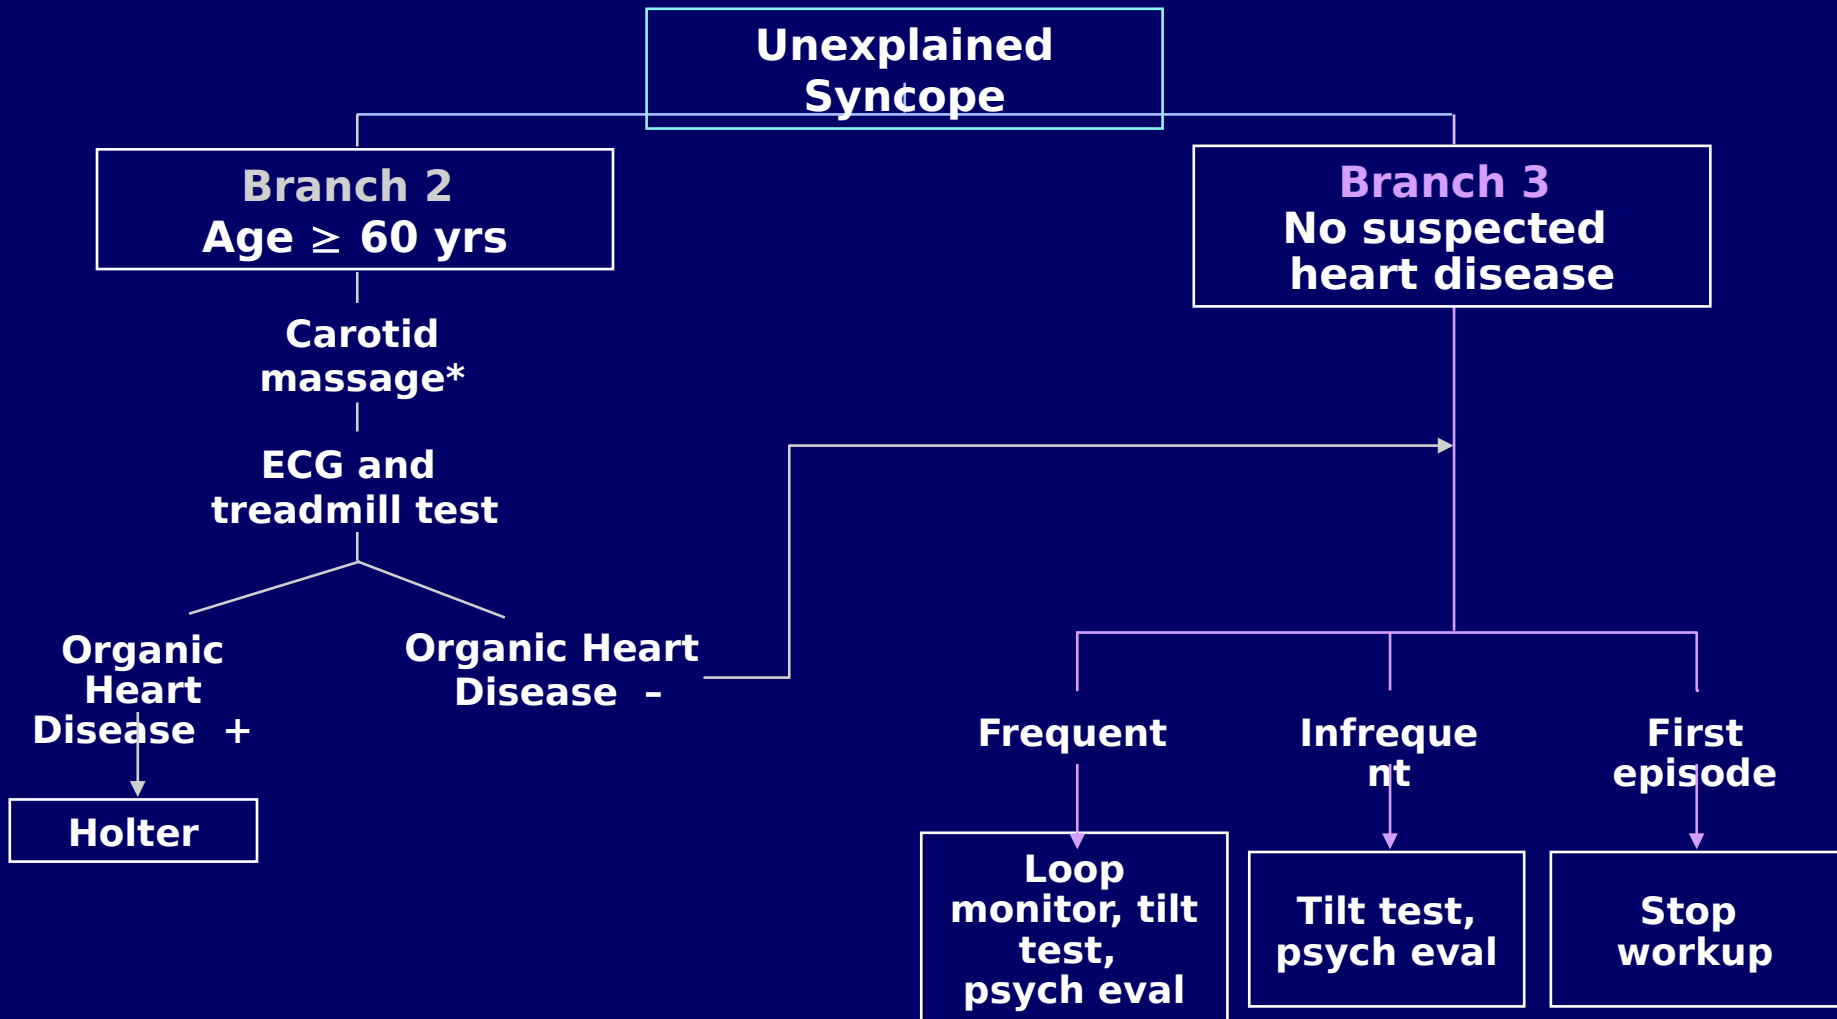 Unexplained
Syncope
Branch 2
Age ≥ 60 yrs
Branch 3
No suspected
heart disease
Carotid
massage*
ECG and
treadmill test
Organic
Heart
Disease +
Organic Heart
Disease –
Holter
Frequent
Infreque
nt
First
episode
Loop
monitor, tilt
test,
psych eval
Tilt test,
psych eval
Stop
workup